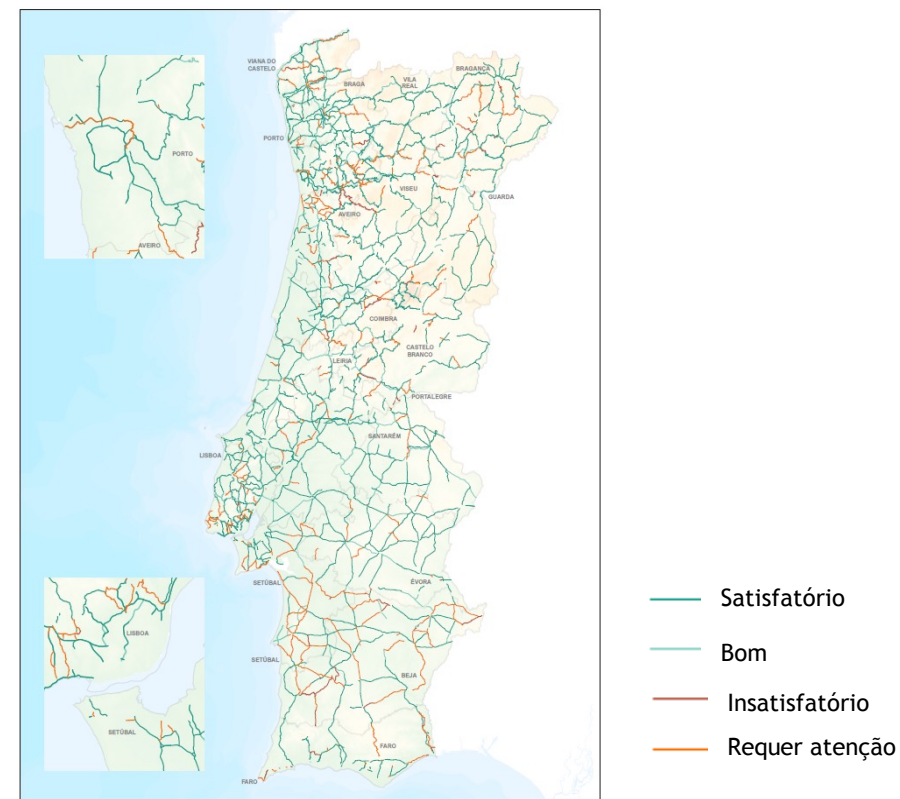 VIANA DO
CASTELO
BRAGA
VILA
REAL
BRAGANÇA
PORTO
PORTO
VISEU
GUARDA
AVEIRO
AVEIRO
COIMBRA
CASTELO
BRANCO
LEIRIA
PORTALEGRE
SANTARÉM
LISBOA
SETÚBAL
ÉVORA
LISBOA
SETÚBAL
BEJA
SETÚBAL
FARO
FARO
Satisfatório
Bom
Insatisfatório
Requer atenção